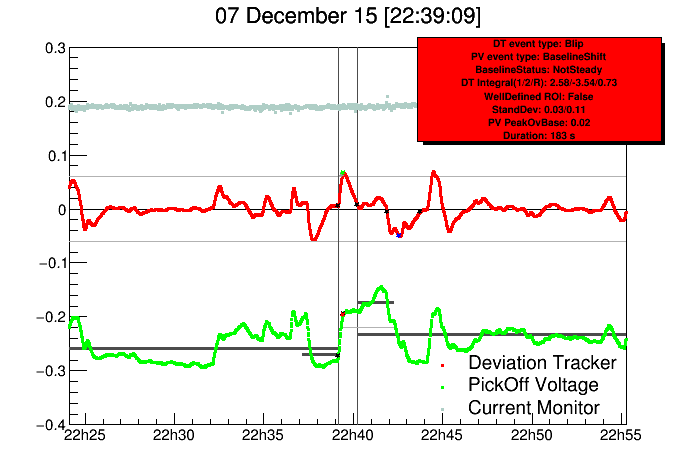 07 December 15 [22:39:09]
DT event type: Blip
PV event type: BaselineShift
BaselineStatus: NotSteady
DT Integral(1/2/R): 2.58/-3.54/0.73
WellDefined ROI: False
StandDev: 0.03/0.11
PV PeakOvBase: 0.02
Duration: 183 s
0.3
0.2
0.1
0
−0.1
−0.2
−0.3
−0.4
Deviation Tracker
PickOff Voltage
Current Monitor
22h25 22h30 22h35 22h40 22h45 22h50 22h55